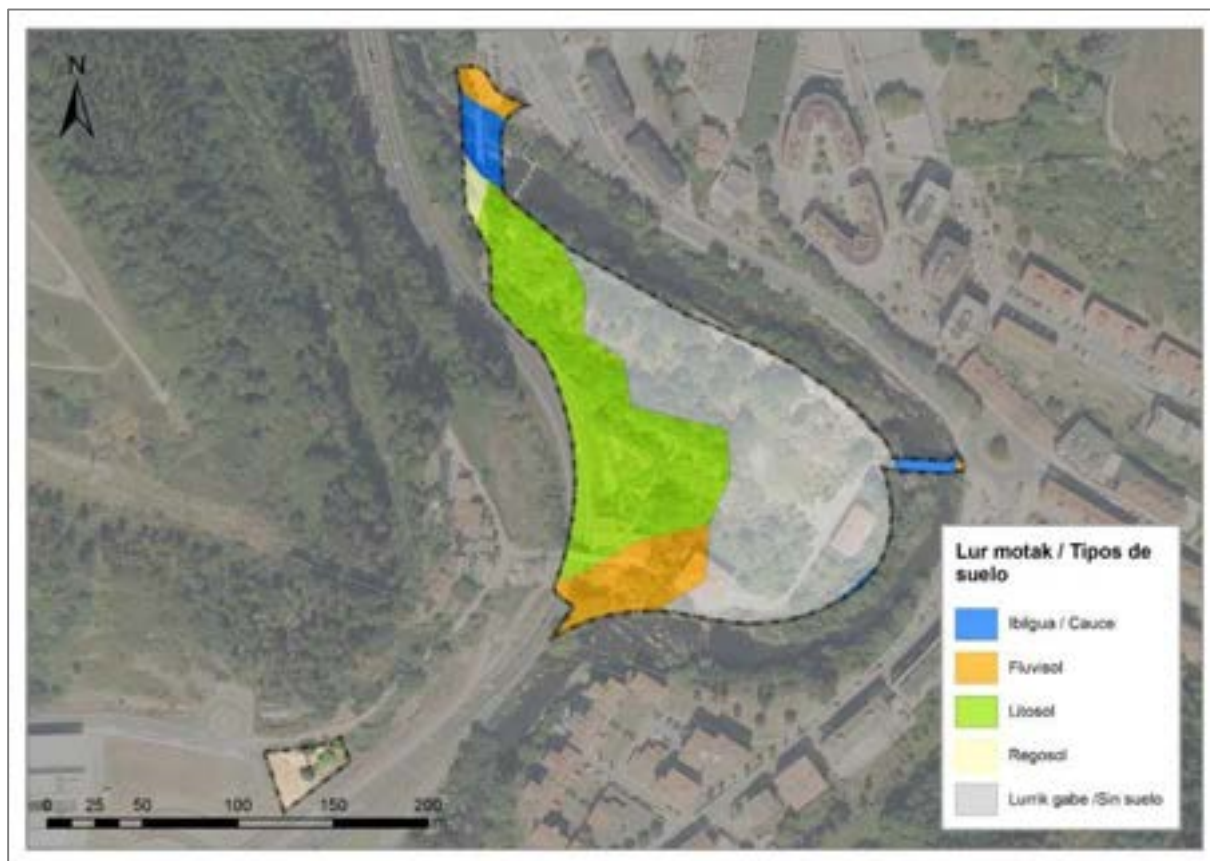 N
Lur motak / Tipos de
suelo
Ibilgua / Cauce
Fluvisol
Litosol
Regosol
Lurrik gabe /Sin suelo
0 25 50 100 150 200